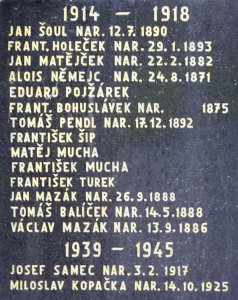 1914 - 1918
JAN ŠOUL NAR. 12.7.1890
FRANT. HOLEČEK NAR. 29.1.1893
JAN MATĚJČEK NAR. 22.2.1882
ALOIS NĚMEJC NAR. 24.8.1871
EDUARD POJŽÁREK
FRANT. BOHUSLÁVEK NAR. 1875
TOMÁŠ PENDL NAR. 17.12.1892
FRANTIŠEK ŠÍP
MATĚJ MUCHA
FRANTIŠEK MUCHA
FRANTIŠEK TUREK
JAN MAZÁK NAR. 26.9.1888
TOMÁŠ BALÍČEK NAR. 14.5.1888
VÁCLAV MAZÁK NAR. 13.9.1886
1939 - 1945
JOSEF SAMEC NAR. 3.2.1917
MILOSLAV KOPAČKA NAR. 14.10.1925